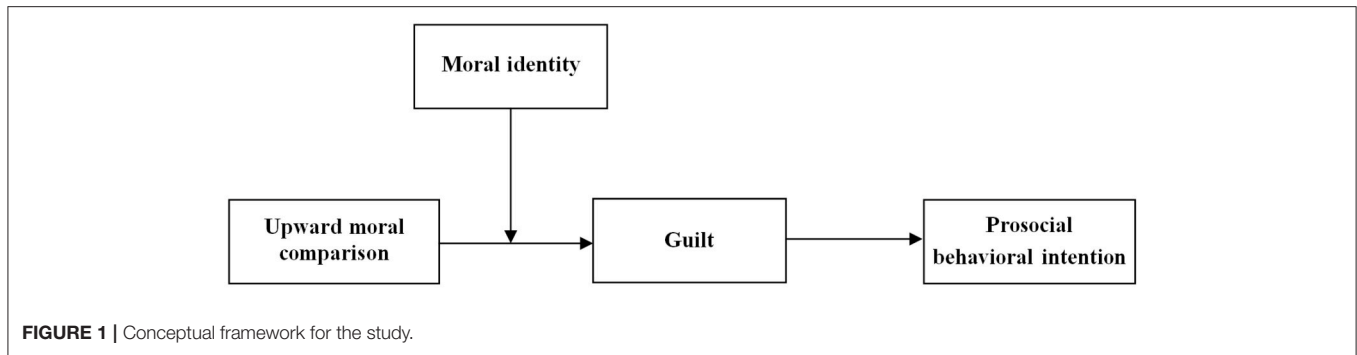 Moral identity
Upward moral
comparison
Guilt
Prosocial
behavioral intention
FIGURE 1 | Conceptual framework for the study.